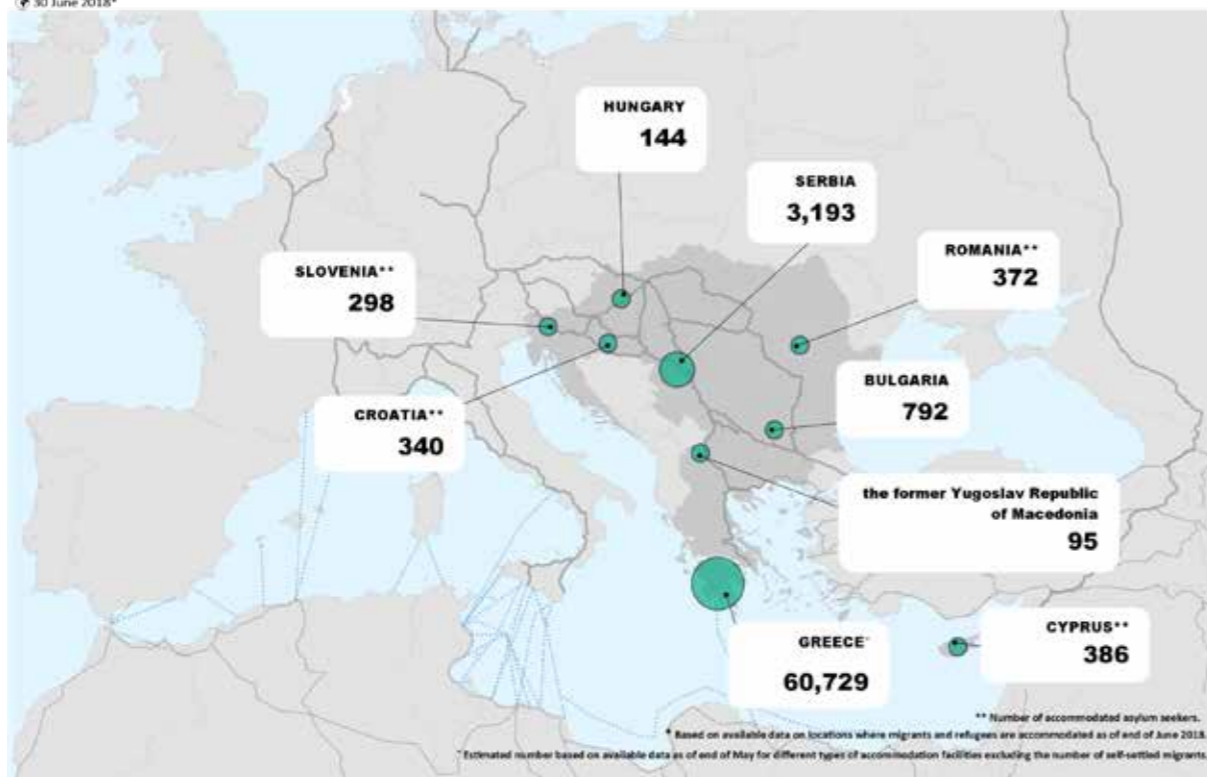 30 June 2018*
HUNGARY
144
SERBIA
3,193
ROMANIA**
372
SLOVENIA**
298
BULGARIA
792
CROATIA**
340
the former Yugoslav Republic
of Macedonia
95
CYPRUS**
386
GREECE+
60,729
** Number of accommodated asylum seekers.
* Based on available data on locations where migrants and refugees are accommodated as of end of June 2018.
+ Estimated number based on available data as of end of May for different types of accommodation facilities excluding the number of self-settled migrants.